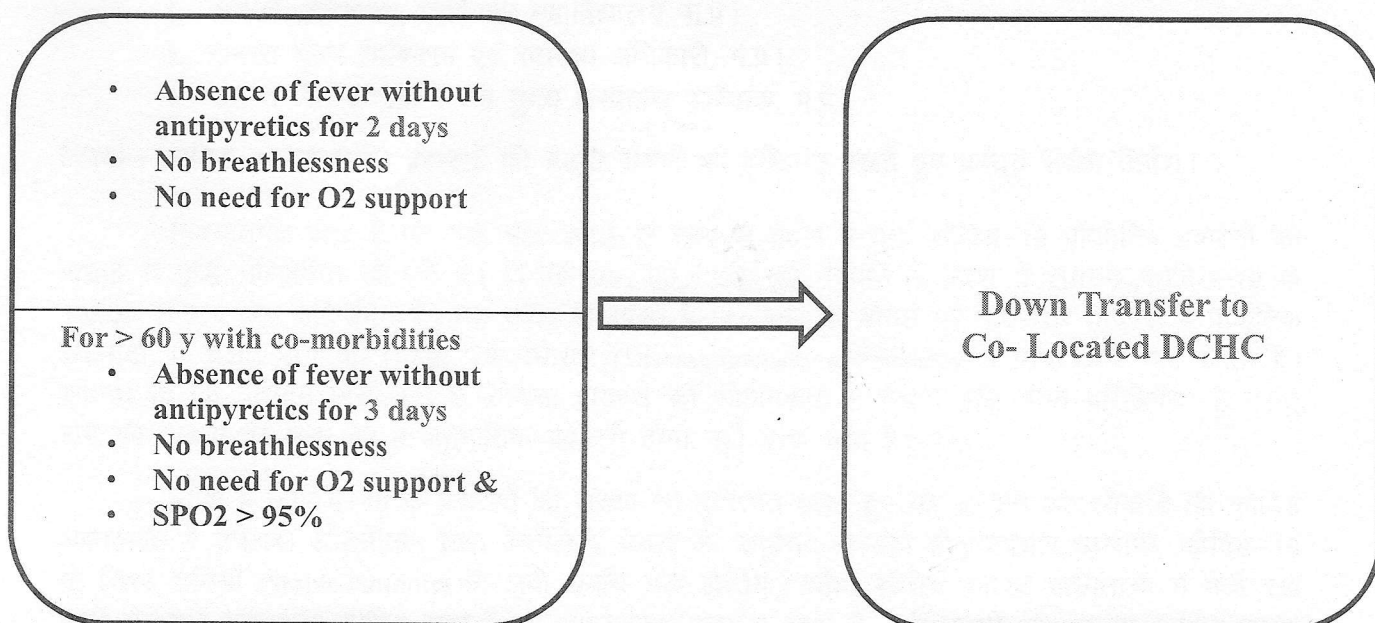 • Absence of fever without
antipyretics for 2 days
• No breathlessness
• No need for O2 support
For > 60 y with co-morbidities
• Absence of fever without
antipyretics for 3 days
• No breathlessness
• No need for O2 support &
• SPO2 > 95%
Down Transfer to
Co- Located DCHC